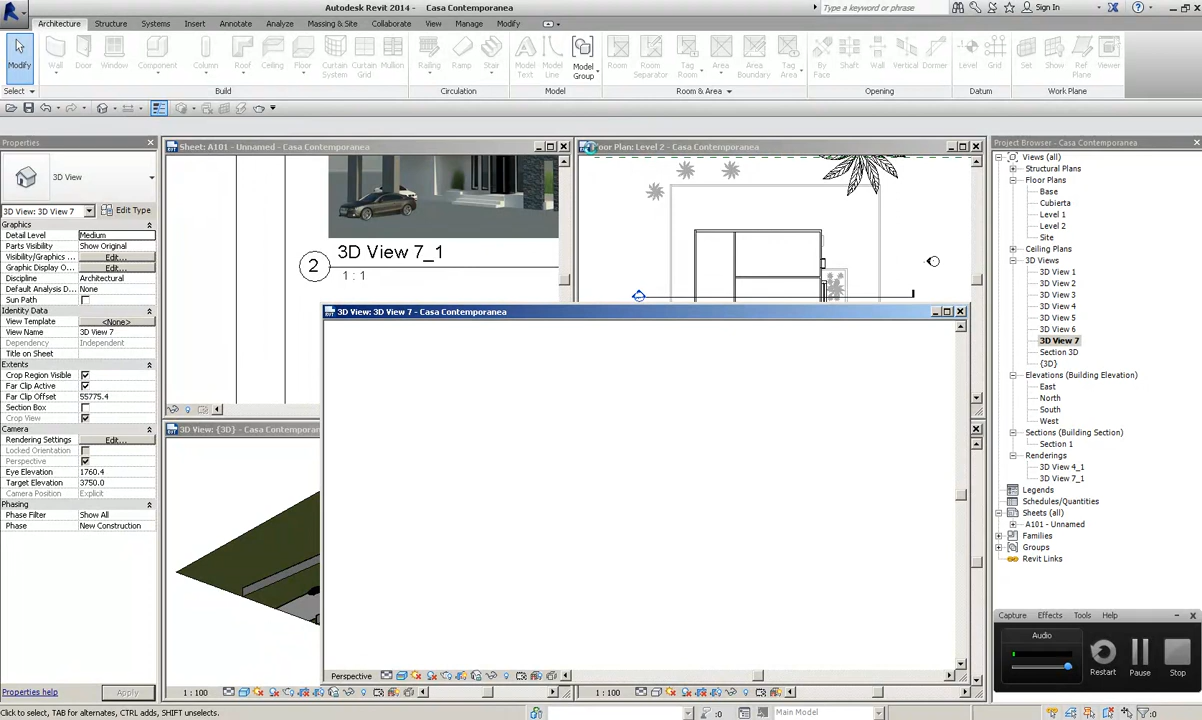 Autodesk Revit 2014 - Casa Contemporanea
Type a keyword or phrase
Sign In
Architecture Structure Systems Insert Annotate Analyze Massing & Site Collaborate View Manage Modify
Modify Wall Door Window Component Column Roof Ceiling Floor Curtain System Curtain Grid Mullion Railing Ramp Stair Model Text Model Line Model Group Room Room Separator Tag Room Area Area Boundary Tag Area By Face Shaft Wall Vertical Dormer Level Grid Set Show Ref Plane Viewer
Select Build Circulation Model Room & Area Opening Datum Work Plane
Properties
3D View
3D View: 3D View 7 Edit Type
Graphics
Detail Level Medium
Parts Visibility Show Original
Visibility/Graphics ... Edit...
Graphic Display O... Edit...
Discipline Architectural
Default Analysis D... None
Sun Path
Identity Data
View Template <None>
View Name 3D View 7
Dependency Independent
Title on Sheet
Extents
Crop Region Visible
Far Clip Active
Far Clip Offset 55775.4
Section Box
Crop View
Camera
Rendering Settings Edit...
Locked Orientation
Perspective
Eye Elevation 1760.4
Target Elevation 3750.0
Camera Position Explicit
Phasing
Phase Filter Show All
Phase New Construction
Properties help Apply
Sheet: A101 - Unnamed - Casa Contemporanea
2
3D View 7_1
1 : 1
oor Plan: Level 2 - Casa Contemporanea
3D View: 3D View 7 - Casa Contemporanea
Perspective
3D View: {3D} - Casa Contemporan
1 : 100
1 : 100
Project Browser - Casa Contemporanea
Views (all)
Structural Plans
Floor Plans
Base
Cubierta
Level 1
Level 2
Site
Ceiling Plans
3D Views
3D View 1
3D View 2
3D View 3
3D View 4
3D View 5
3D View 6
3D View 7
Section 3D
{3D}
Elevations (Building Elevation)
East
North
South
West
Sections (Building Section)
Section 1
Renderings
3D View 4_1
3D View 7_1
Legends
Schedules/Quantities
Sheets (all)
A101 - Unnamed
Families
Groups
Revit Links
Capture Effects Tools Help
Audio
Restart Pause Stop
Click to select, TAB for alternates, CTRL adds, SHIFT unselects.
:0 Main Model :0